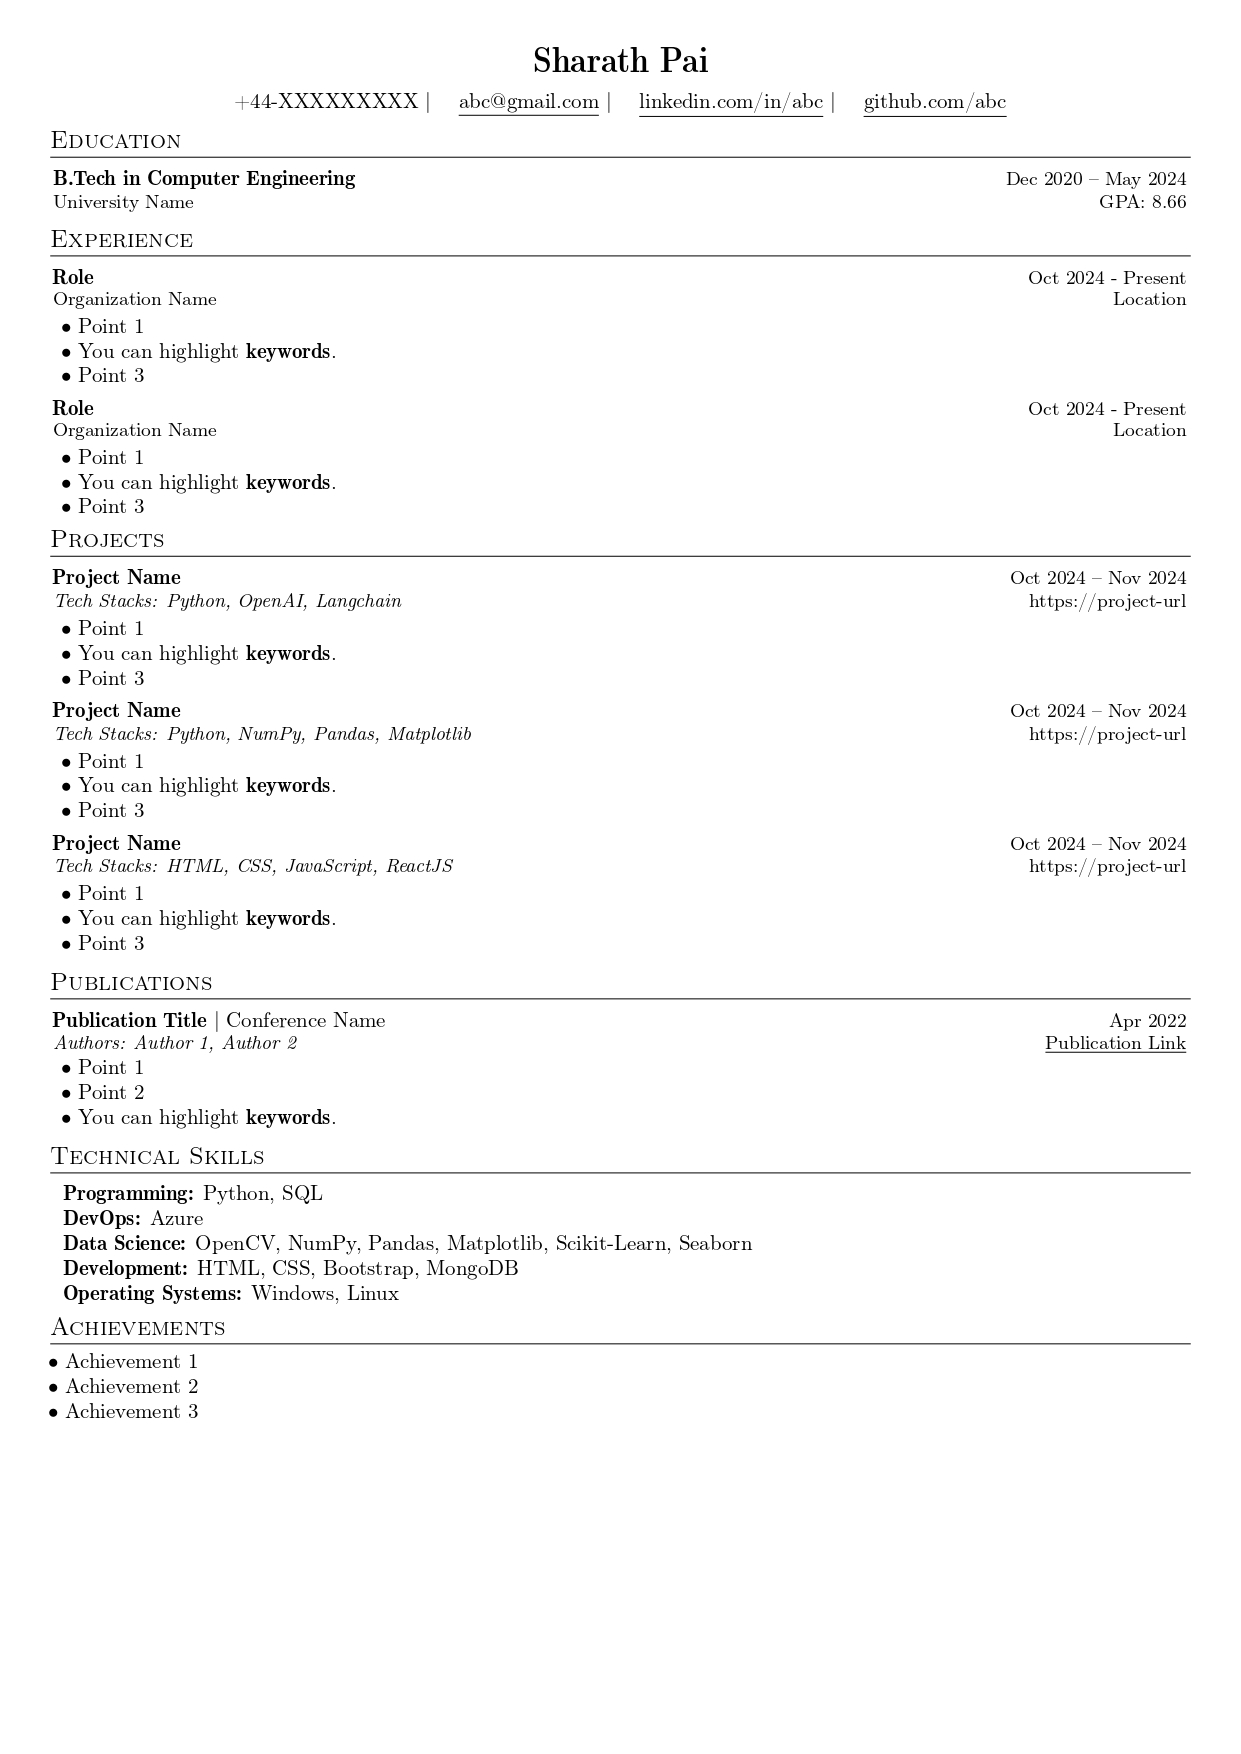 Sharath Pai
+44-XXXXXXXXX | abc@gmail.com | linkedin.com/in/abc | github.com/abc
Education
B.Tech in Computer Engineering Dec 2020 – May 2024
University Name GPA: 8.66
Experience
Role Oct 2024 - Present
Organization Name Location
• Point 1
• You can highlight keywords.
• Point 3
Role Oct 2024 - Present
Organization Name Location
• Point 1
• You can highlight keywords.
• Point 3
Projects
Project Name Oct 2024 – Nov 2024
Tech Stacks: Python, OpenAI, Langchain https://project-url
• Point 1
• You can highlight keywords.
• Point 3
Project Name Oct 2024 – Nov 2024
Tech Stacks: Python, NumPy, Pandas, Matplotlib https://project-url
• Point 1
• You can highlight keywords.
• Point 3
Project Name Oct 2024 – Nov 2024
Tech Stacks: HTML, CSS, JavaScript, ReactJS https://project-url
• Point 1
• You can highlight keywords.
• Point 3
Publications
Publication Title | Conference Name Apr 2022
Authors: Author 1, Author 2 Publication Link
• Point 1
• Point 2
• You can highlight keywords.
Technical Skills
Programming: Python, SQL
DevOps: Azure
Data Science: OpenCV, NumPy, Pandas, Matplotlib, Scikit-Learn, Seaborn
Development: HTML, CSS, Bootstrap, MongoDB
Operating Systems: Windows, Linux
Achievements
• Achievement 1
• Achievement 2
• Achievement 3